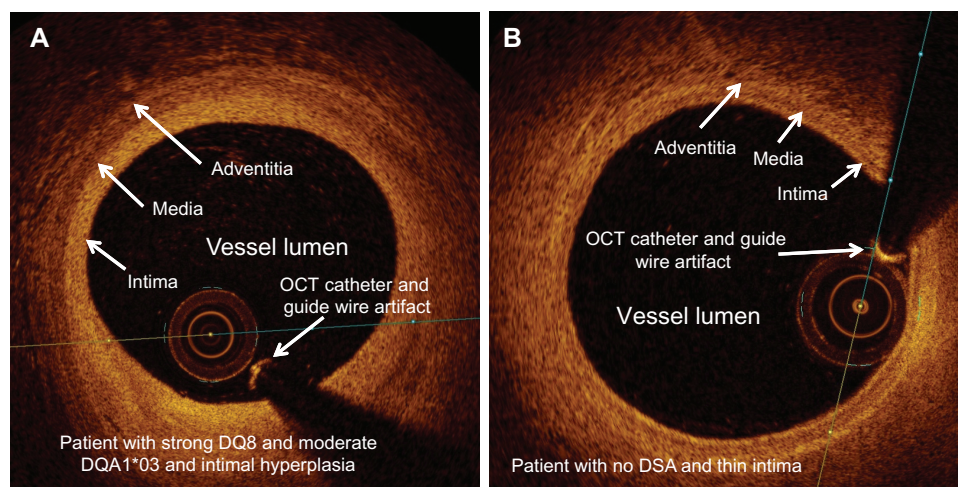 A
Adventitia
Media
Vessel lumen
Intima
OCT catheter and
guide wire artifact
Patient with strong DQ8 and moderate
DQA1*03 and intimal hyperplasia
B
Adventitia
Media
Intima
OCT catheter and guide
wire artifact
Vessel lumen
Patient with no DSA and thin intima